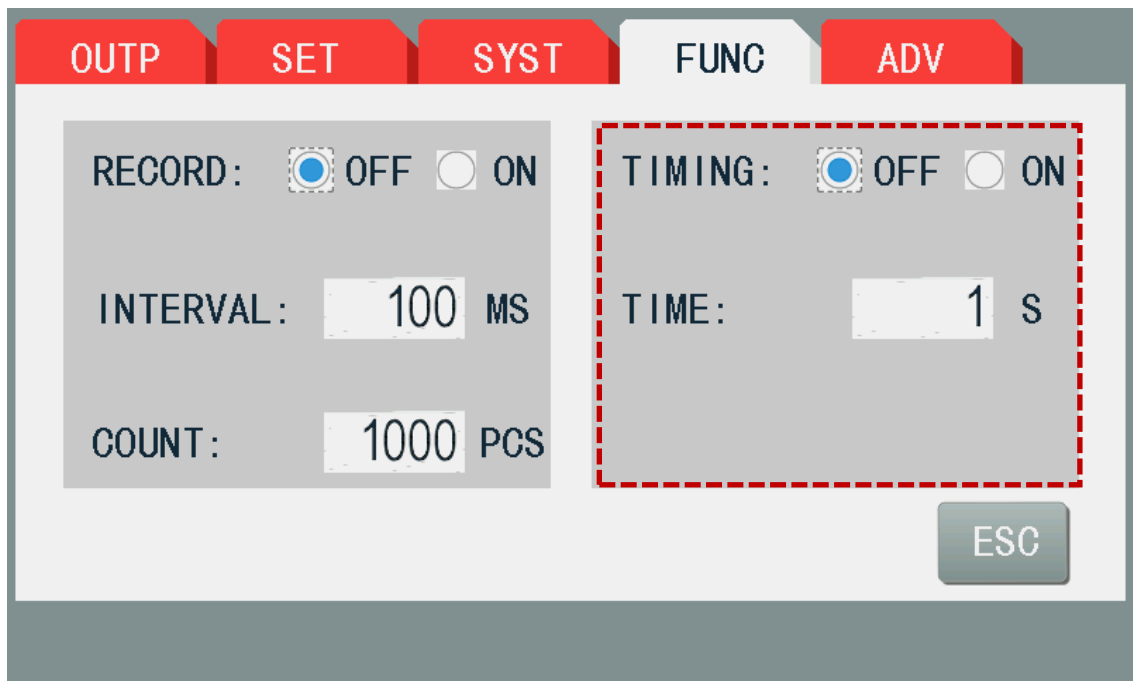 OUTP SET SYST FUNC ADV
RECORD: OFF ON
INTERVAL: 100 MS
COUNT: 1000 PCS
TIMING: OFF ON
TIME: 1 S
ESC